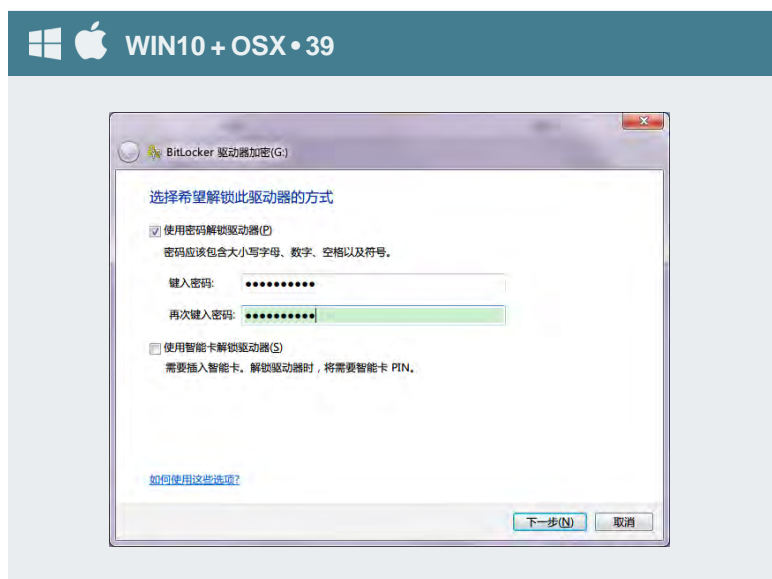 WIN10 + OSX • 39
BitLocker 驱动器加密(G:)
选择希望解锁此驱动器的方式
使用密码解锁驱动器(P)
密码应该包含大小写字母、数字、空格以及符号。
键入密码: ●●●●●●●●●●
再次键入密码: ●●●●●●●●●●
使用智能卡解锁驱动器(S)
需要插入智能卡。解锁驱动器时，将需要智能卡 PIN。
如何使用这些选项?
下一步(N) 取消